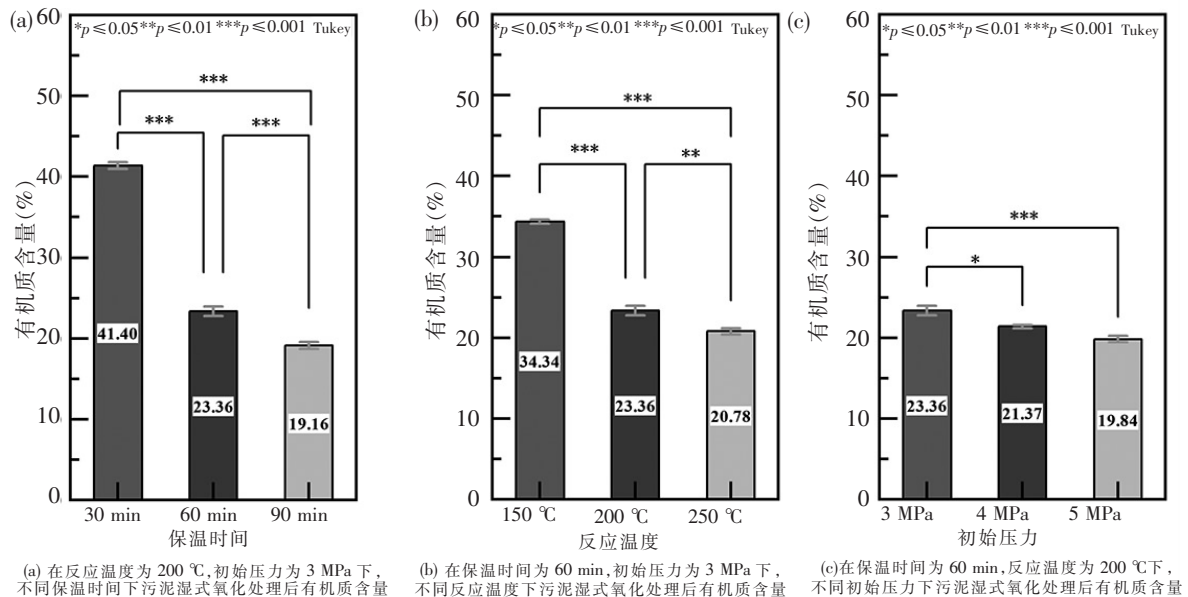 (a)
*p≤0.05**p≤0.01 ***p≤0.001 Tukey
60
50
40
30
20
10
0
有机质含量(%)
***
***
***
41.40
23.36
19.16
30 min 60 min 90 min
保温时间
(b)
*p≤0.05**p≤0.01 ***p≤0.001 Tukey
60
50
40
30
20
10
0
有机质含量(%)
***
***
**
34.34
23.36
20.78
150 ℃ 200 ℃ 250 ℃
反应温度
(c)
*p≤0.05**p≤0.01 ***p≤0.001 Tukey
60
50
40
30
20
10
0
有机质含量(%)
***
*
23.36
21.37
19.84
3 MPa 4 MPa 5 MPa
初始压力
(a) 在反应温度为 200 ℃,初始压力为 3 MPa 下,
不同保温时间下污泥湿式氧化处理后有机质含量
(b) 在保温时间为 60 min,初始压力为 3 MPa 下,
不同反应温度下污泥湿式氧化处理后有机质含量
(c)在保温时间为 60 min,反应温度为 200 ℃下,
不同初始压力下污泥湿式氧化处理后有机质含量